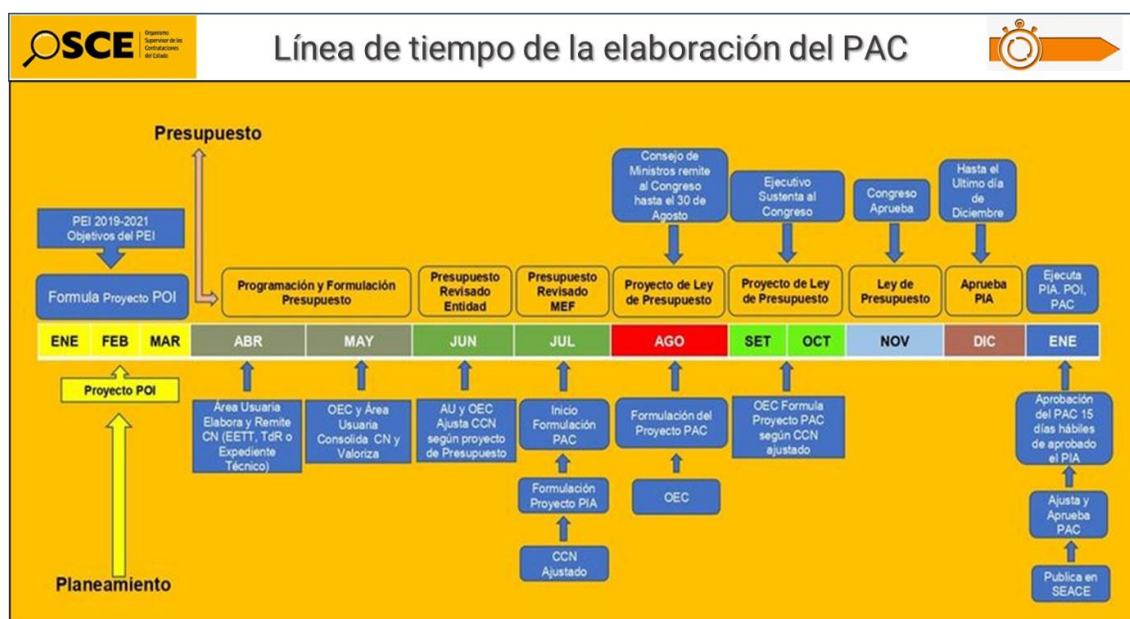 OSCE
Organismo
Supervisor de las
Contrataciones
del Estado
Línea de tiempo de la elaboración del PAC
Presupuesto
PEI 2019-2021
Objetivos del PEI
Formula Proyecto POI
Consejo de
Ministros remite
al Congreso
hasta el 30 de
Agosto
Ejecutivo
Sustenta al
Congreso
Congreso
Aprueba
Hasta el
Ultimo día
de
Diciembre
Programación y Formulación
Presupuesto
Presupuesto
Revisado
Entidad
Presupuesto
Revisado
MEF
Proyecto de Ley
de Presupuesto
Proyecto de Ley
de Presupuesto
Ley de
Presupuesto
Aprueba
PIA
Ejecuta
PIA. POI,
PAC
ENE FEB MAR ABR MAY JUN JUL AGO SET OCT NOV DIC ENE
Proyecto POI
Planeamiento
Área Usuaria
Elabora y Remite
CN (EETT, TdR o
Expediente
Técnico)
OEC y Área
Usuaria
Consolida CN y
Valoriza
AU y OEC
Ajusta CCN
según proyecto
de Presupuesto
Inicio
Formulación
PAC
Formulación
Proyecto PIA
CCN
Ajustado
Formulación del
Proyecto PAC
OEC
OEC Formula
Proyecto PAC
según CCN
ajustado
Aprobación
del PAC 15
días hábiles
de aprobado
el PIA
Ajusta y
Aprueba
PAC
Publica en
SEACE